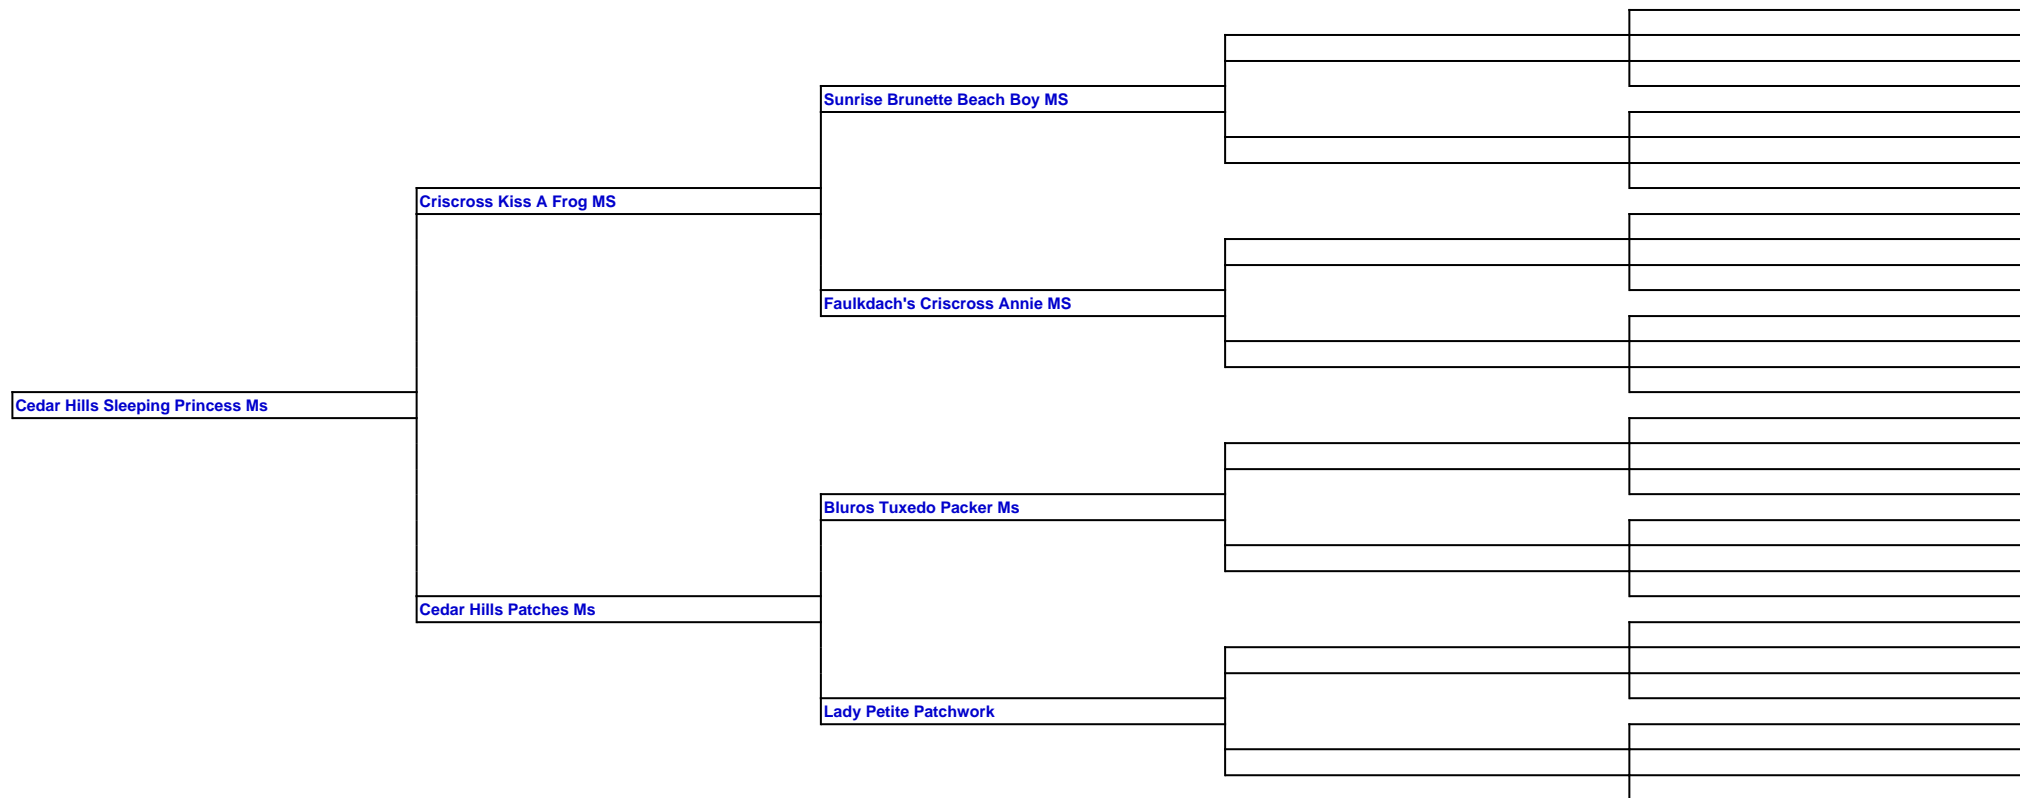 Sunrise Brunette Beach Boy MS
Criscross Kiss A Frog MS
Faulkdach's Criscross Annie MS
Cedar Hills Sleeping Princess Ms
Bluros Tuxedo Packer Ms
Cedar Hills Patches Ms
Lady Petite Patchwork